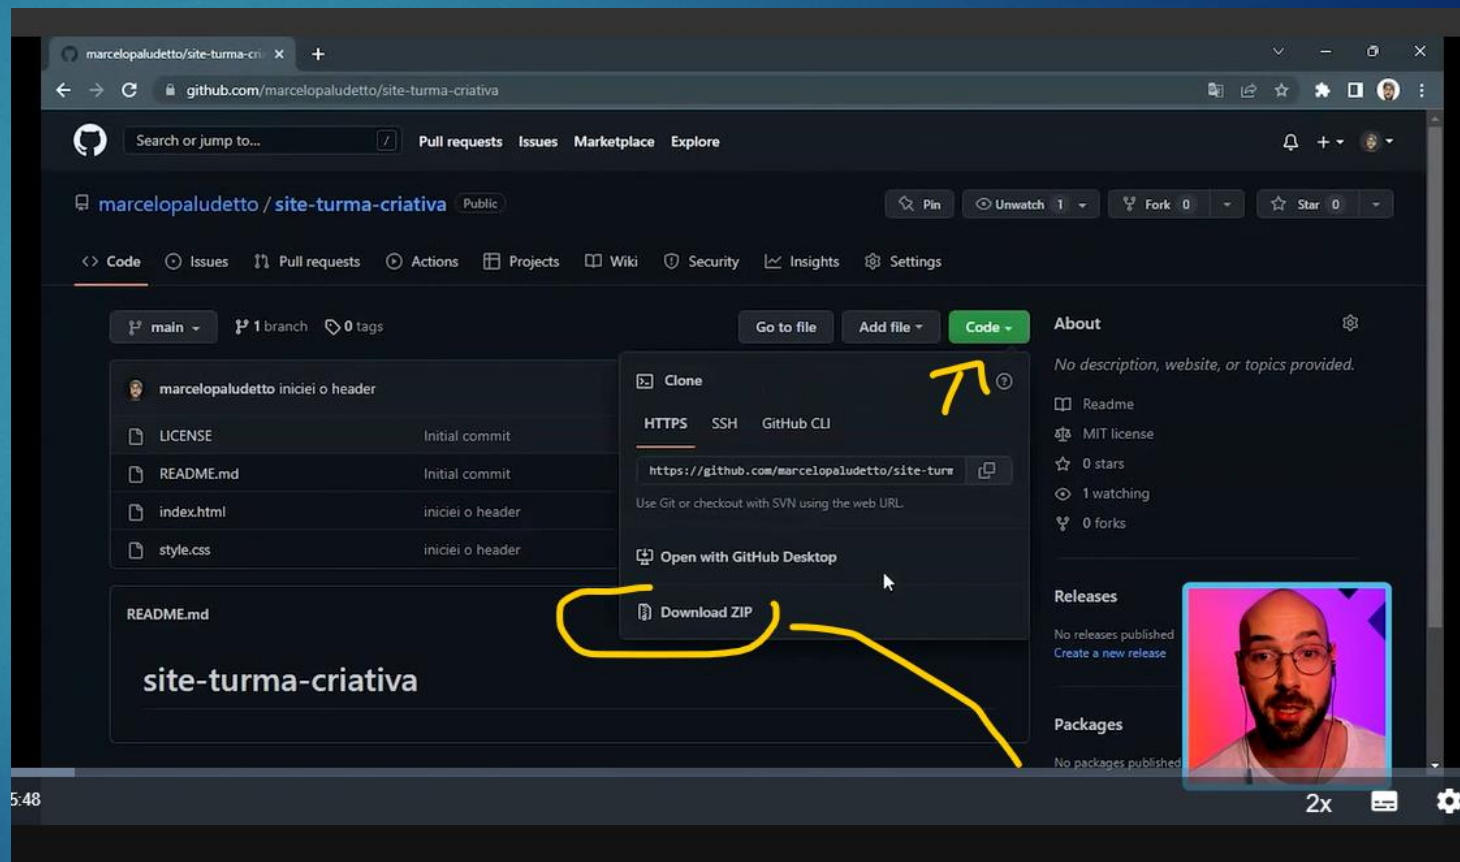 marcelopaludetto/site-turma-cri
github.com/marcelopaludetto/site-turma-criativa
Search or jump to... / Pull requests Issues Marketplace Explore
marcelopaludetto / site-turma-criativa Public
Pin Unwatch 1 Fork 0 Star 0
Code Issues Pull requests Actions Projects Wiki Security Insights Settings
main 1 branch 0 tags Go to file Add file Code
About
No description, website, or topics provided.
Readme
MIT license
0 stars
1 watching
0 forks
marcelopaludetto iniciei o header
LICENSE Initial commit
README.md Initial commit
index.html iniciei o header
style.css iniciei o header
Clone
HTTPS SSH GitHub CLI
https://github.com/marcelopaludetto/site-turm
Use Git or checkout with SVN using the web URL.
Open with GitHub Desktop
Download ZIP
README.md
site-turma-criativa
Releases
No releases published
Create a new release
Packages
No packages published
5:48
2x